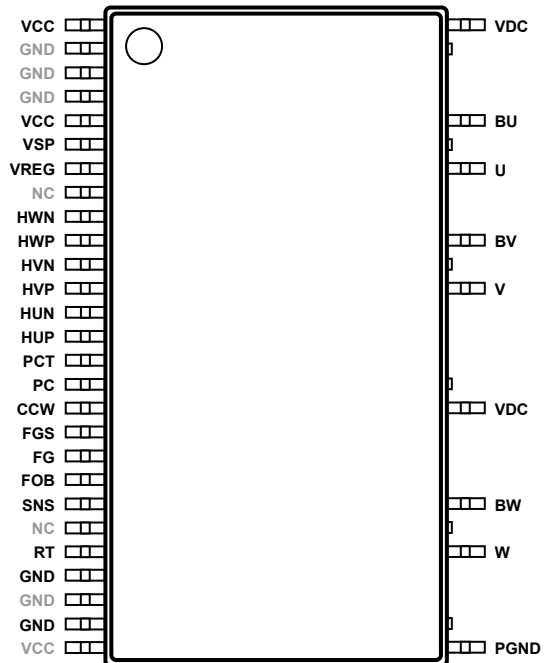 VCC
GND
GND
GND
VCC
VSP
VREG
NC
HWN
HWP
HVN
HVP
HUN
HUP
PCT
PC
CCW
FGS
FG
FOB
SNS
NC
RT
GND
GND
GND
VCC
VDC
BU
U
BV
V
VDC
BW
W
PGND